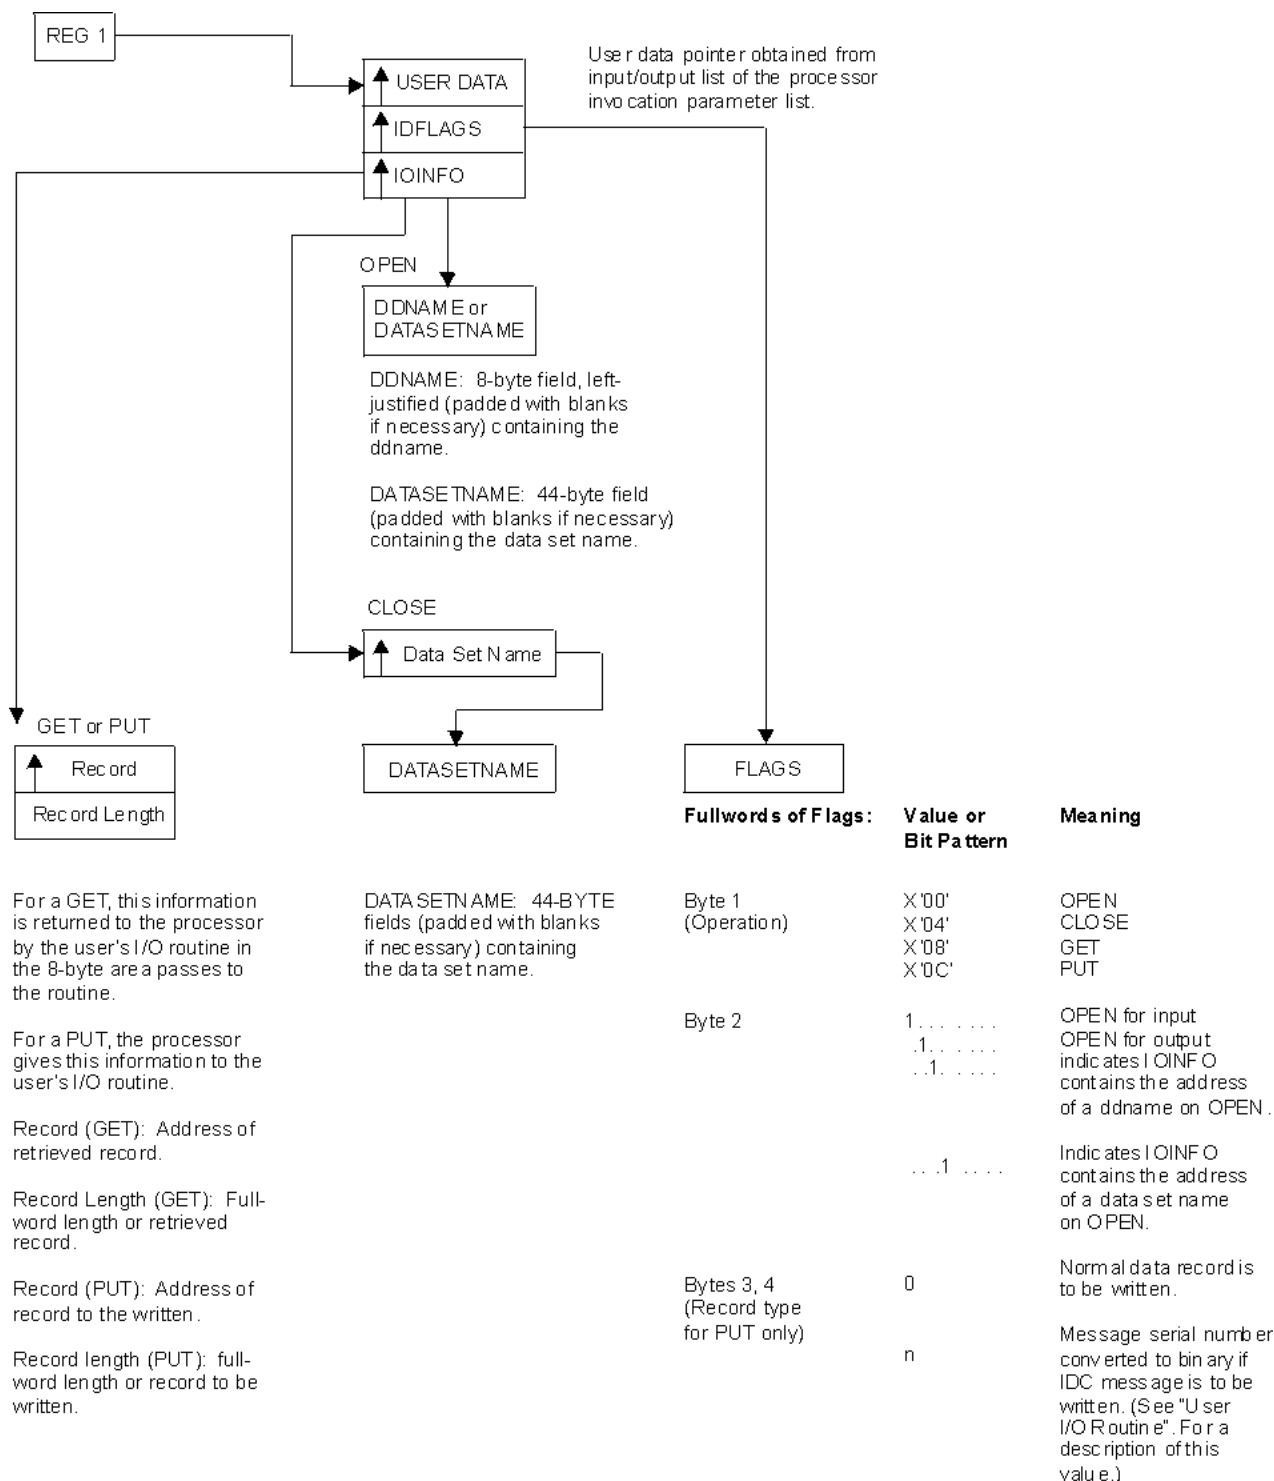 REG 1
USER DATA
IDFLAGS
IOINFO
User data pointer obtained from
input/output list of the processor
invocation parameter list.
OPEN
DDNAME or
DATASETNAME
DDNAME: 8-byte field, left-
justified (padded with blanks
if necessary) containing the
ddname.
DATASETNAME: 44-byte field
(padded with blanks if necessary)
containing the data set name.
CLOSE
Data Set Name
DATASETNAME
DATASETNAME: 44-BYTE
fields (padded with blanks
if necessary) containing
the data set name.
GET or PUT
Record
Record Length
For a GET, this information
is returned to the processor
by the user's I/O routine in
the 8-byte area passes to
the routine.
For a PUT, the processor
gives this information to the
user's I/O routine.
Record (GET): Address of
retrieved record.
Record Length (GET): Full-
word length or retrieved
record.
Record (PUT): Address of
record to the written.
Record length (PUT): full-
word length or record to be
written.
FLAGS
Fullwords of Flags: Value or Meaning
Bit Pattern
Byte 1 X'00' OPEN
(Operation) X'04' CLOSE
X'08' GET
X'0C' PUT
Byte 2 1....... OPEN for input
.1...... OPEN for output
..1..... indicates IOINFO
contains the address
of a ddname on OPEN.
...1 .... Indicates IOINFO
contains the address
of a data set name
on OPEN.
Bytes 3, 4 0 Normal data record is
(Record type to be written.
for PUT only)
n Message serial number
converted to binary if
IDC message is to be
written. (See "User
I/O Routine". For a
description of this
value.)